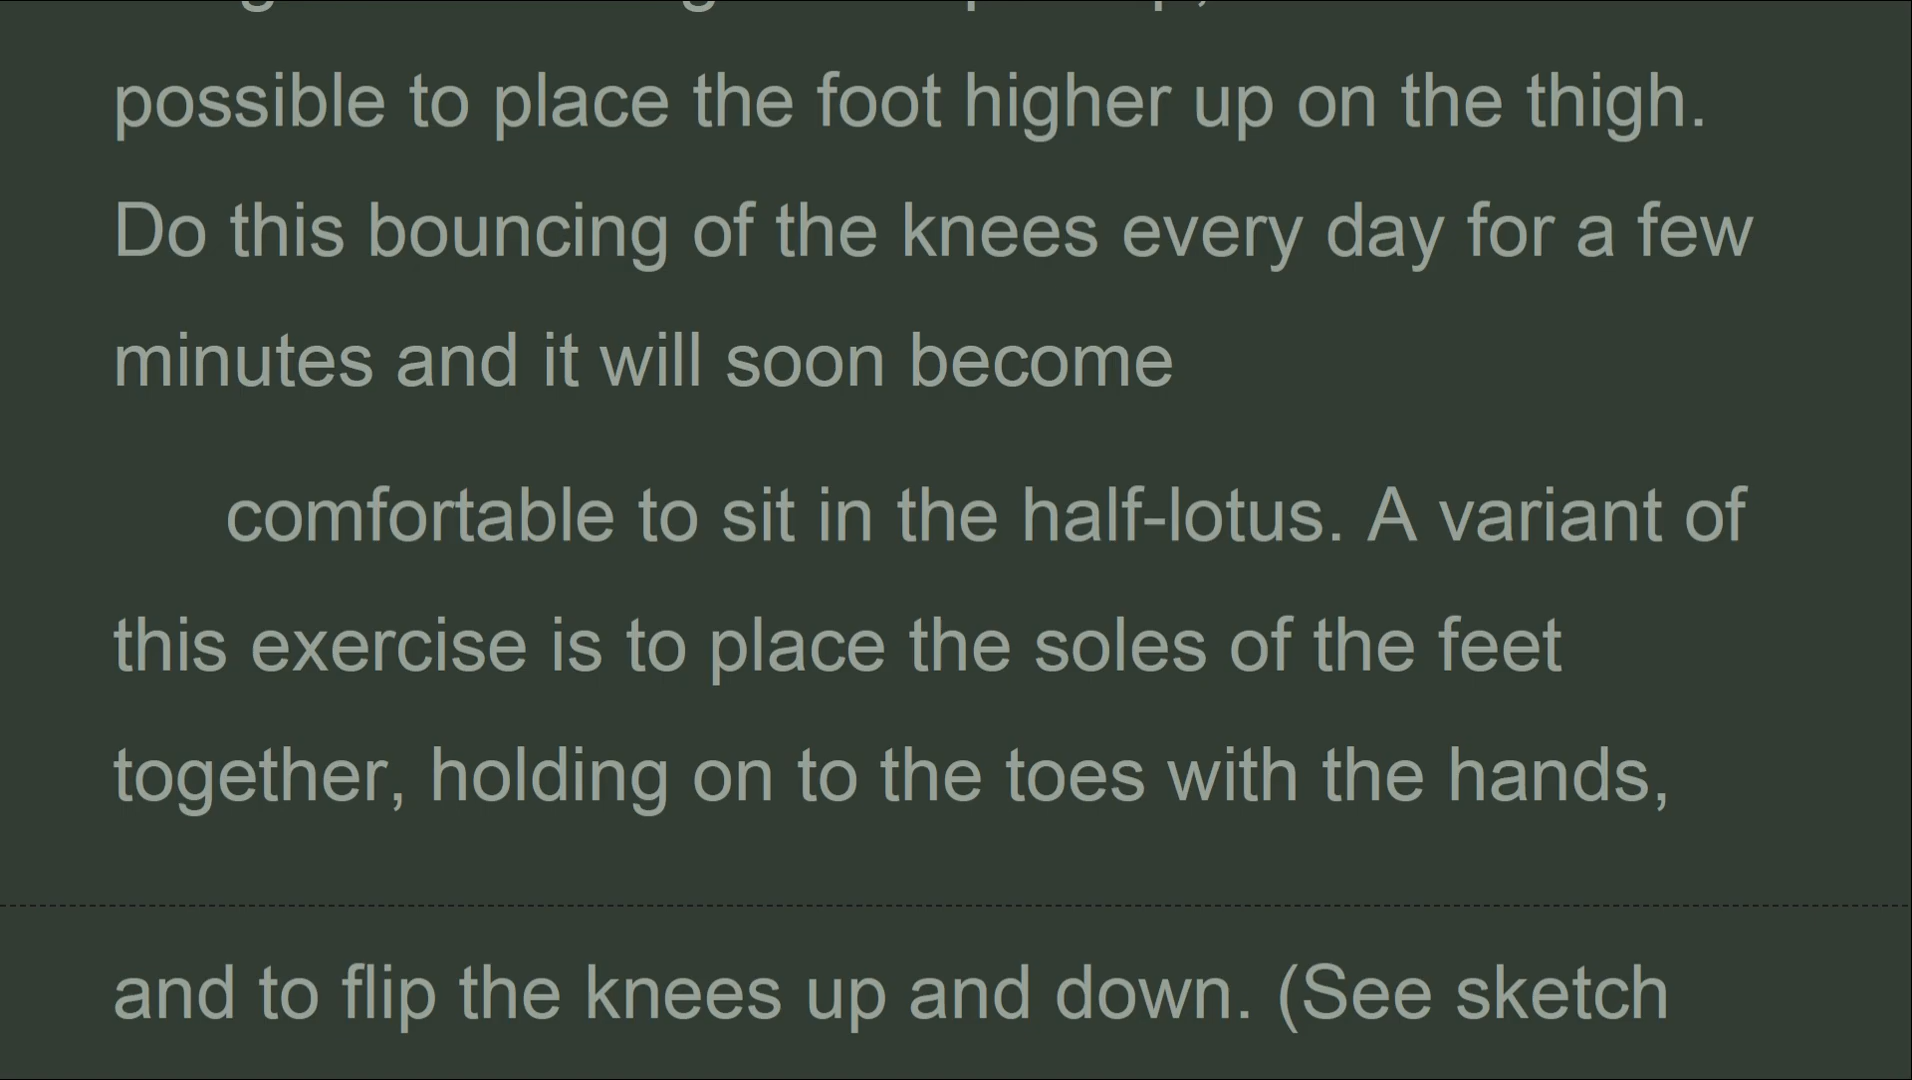 possible to place the foot higher up on the thigh.
Do this bouncing of the knees every day for a few
minutes and it will soon become
comfortable to sit in the half-lotus. A variant of
this exercise is to place the soles of the feet
together, holding on to the toes with the hands,
and to flip the knees up and down. (See sketch